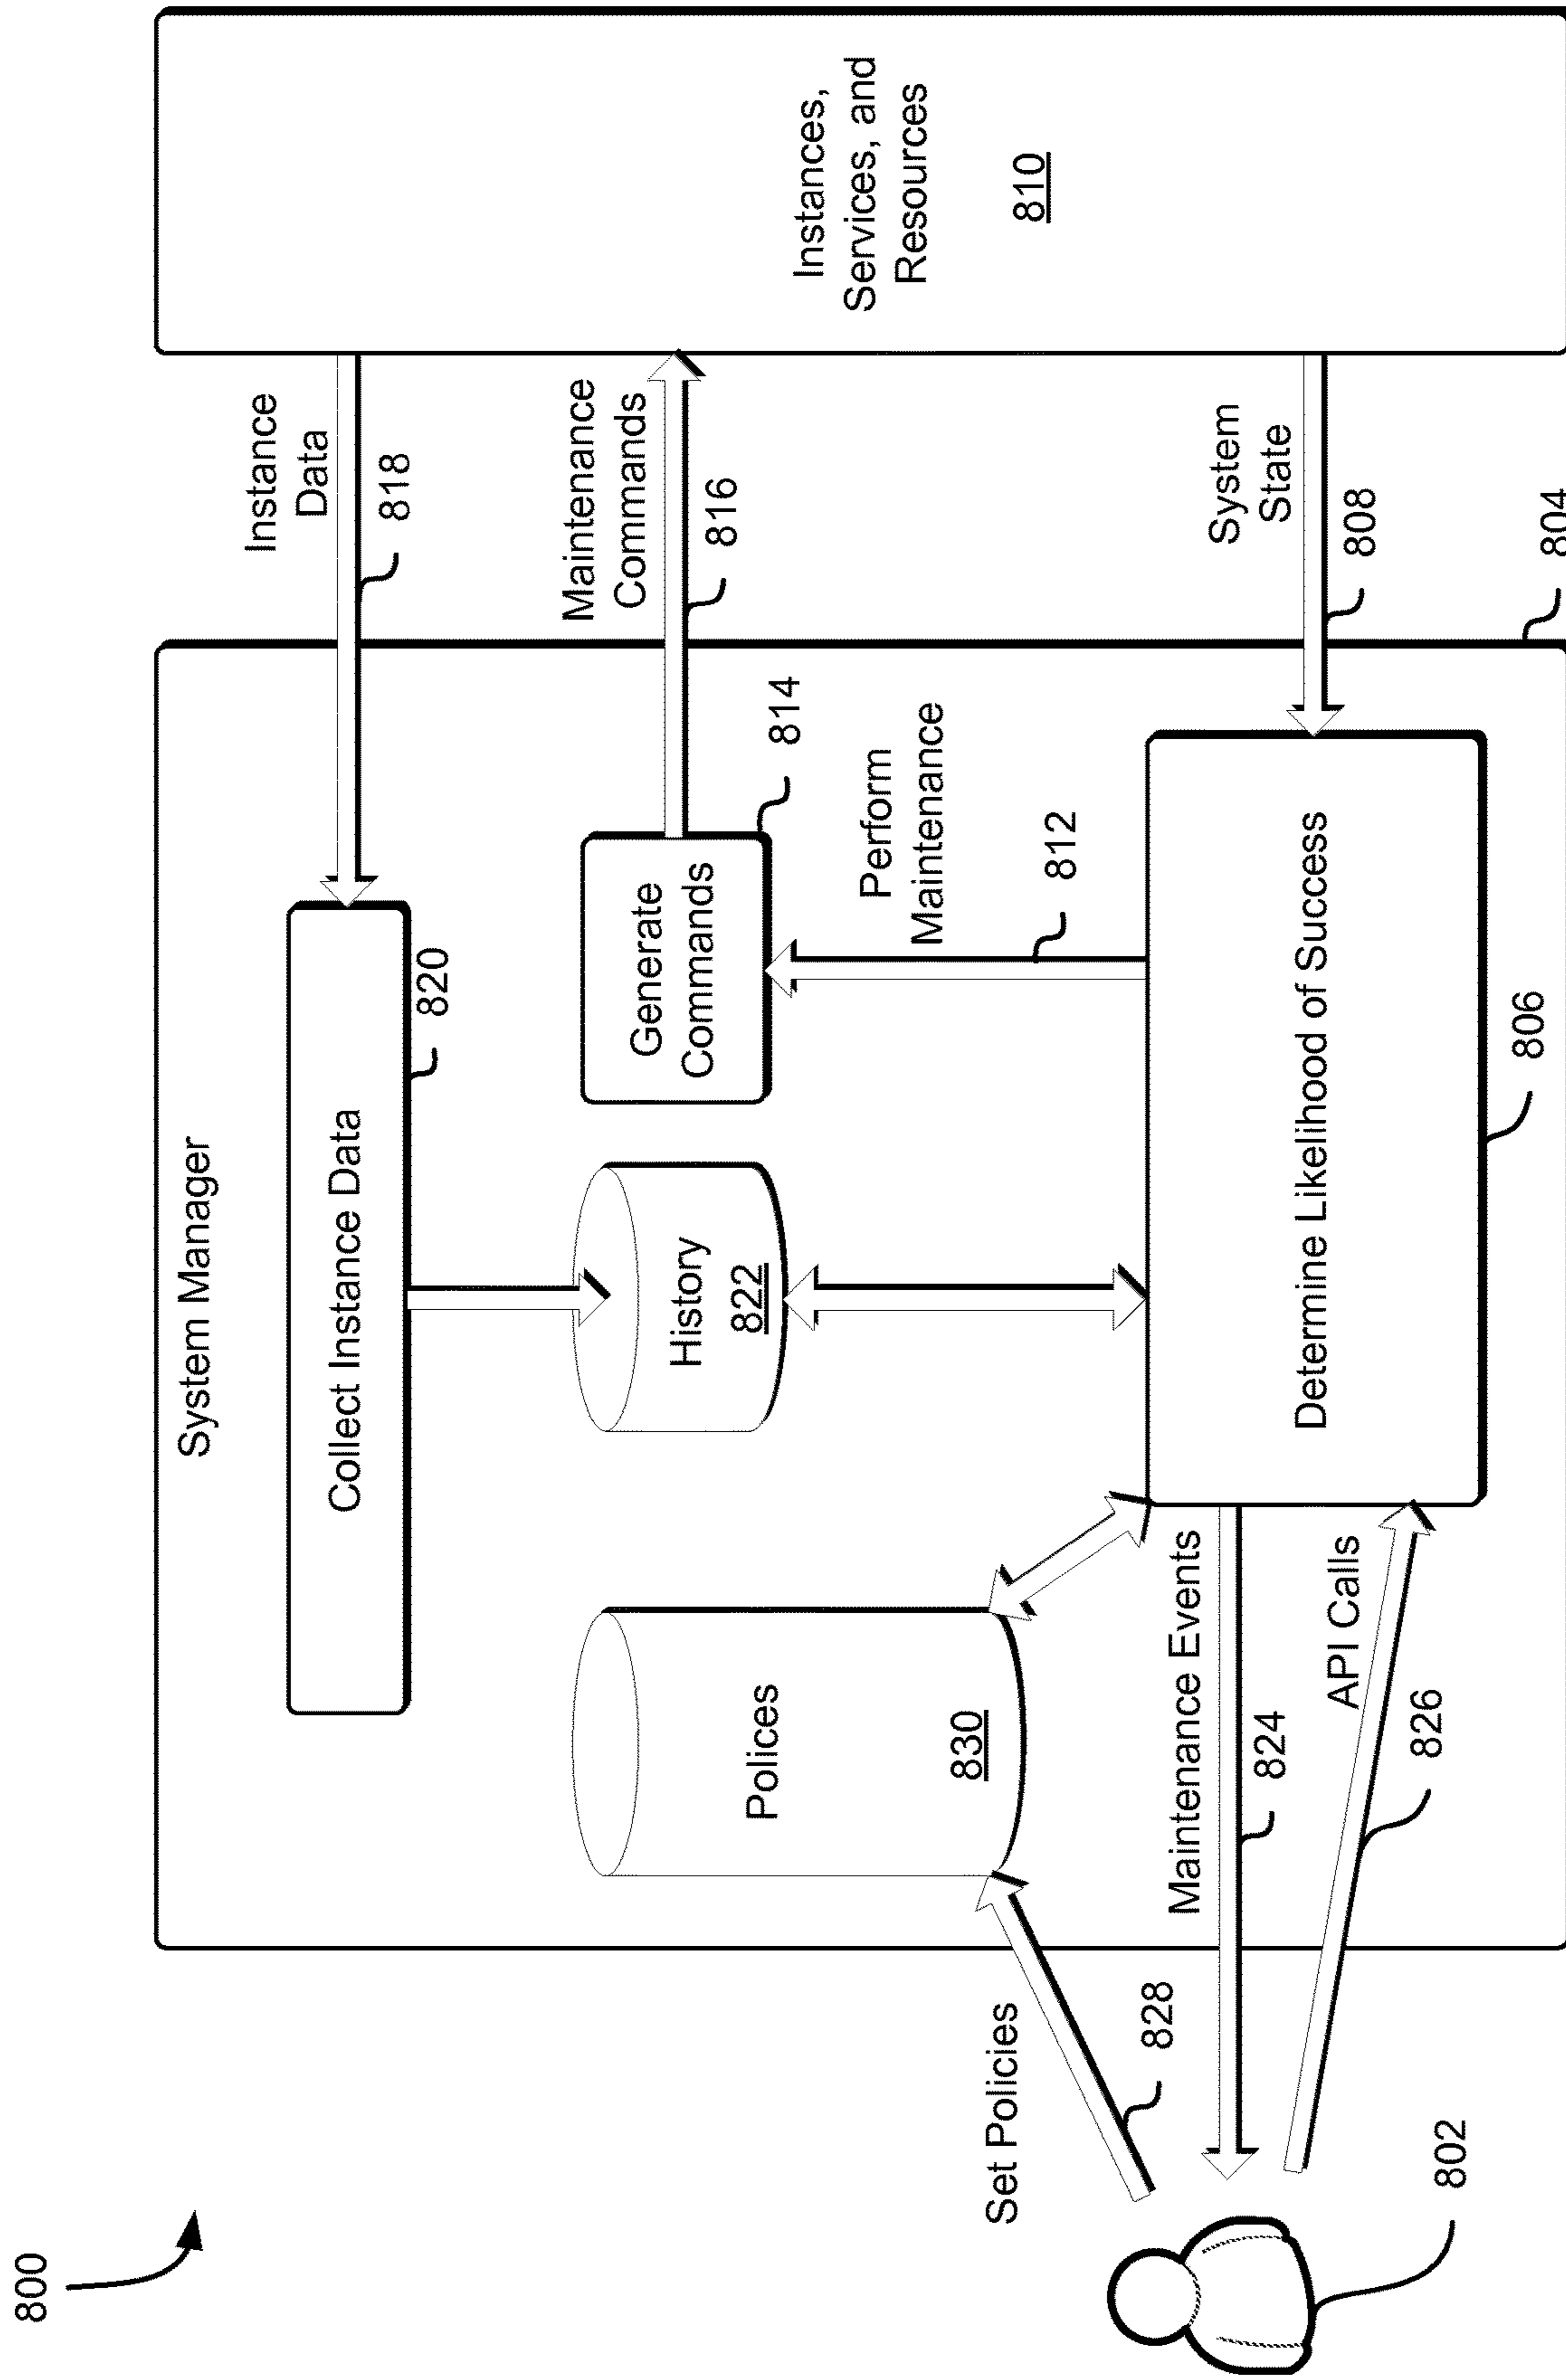 800
System Manager
Collect Instance Data
820
Instance
Data
818
Instances,
Services, and
Resources
810
Maintenance
Commands
816
Generate
Commands
814
History
822
Polices
830
Perform
Maintenance
812
Set Policies
828
Maintenance Events
824
API Calls
826
Determine Likelihood of Success
806
System
State
808
804
802